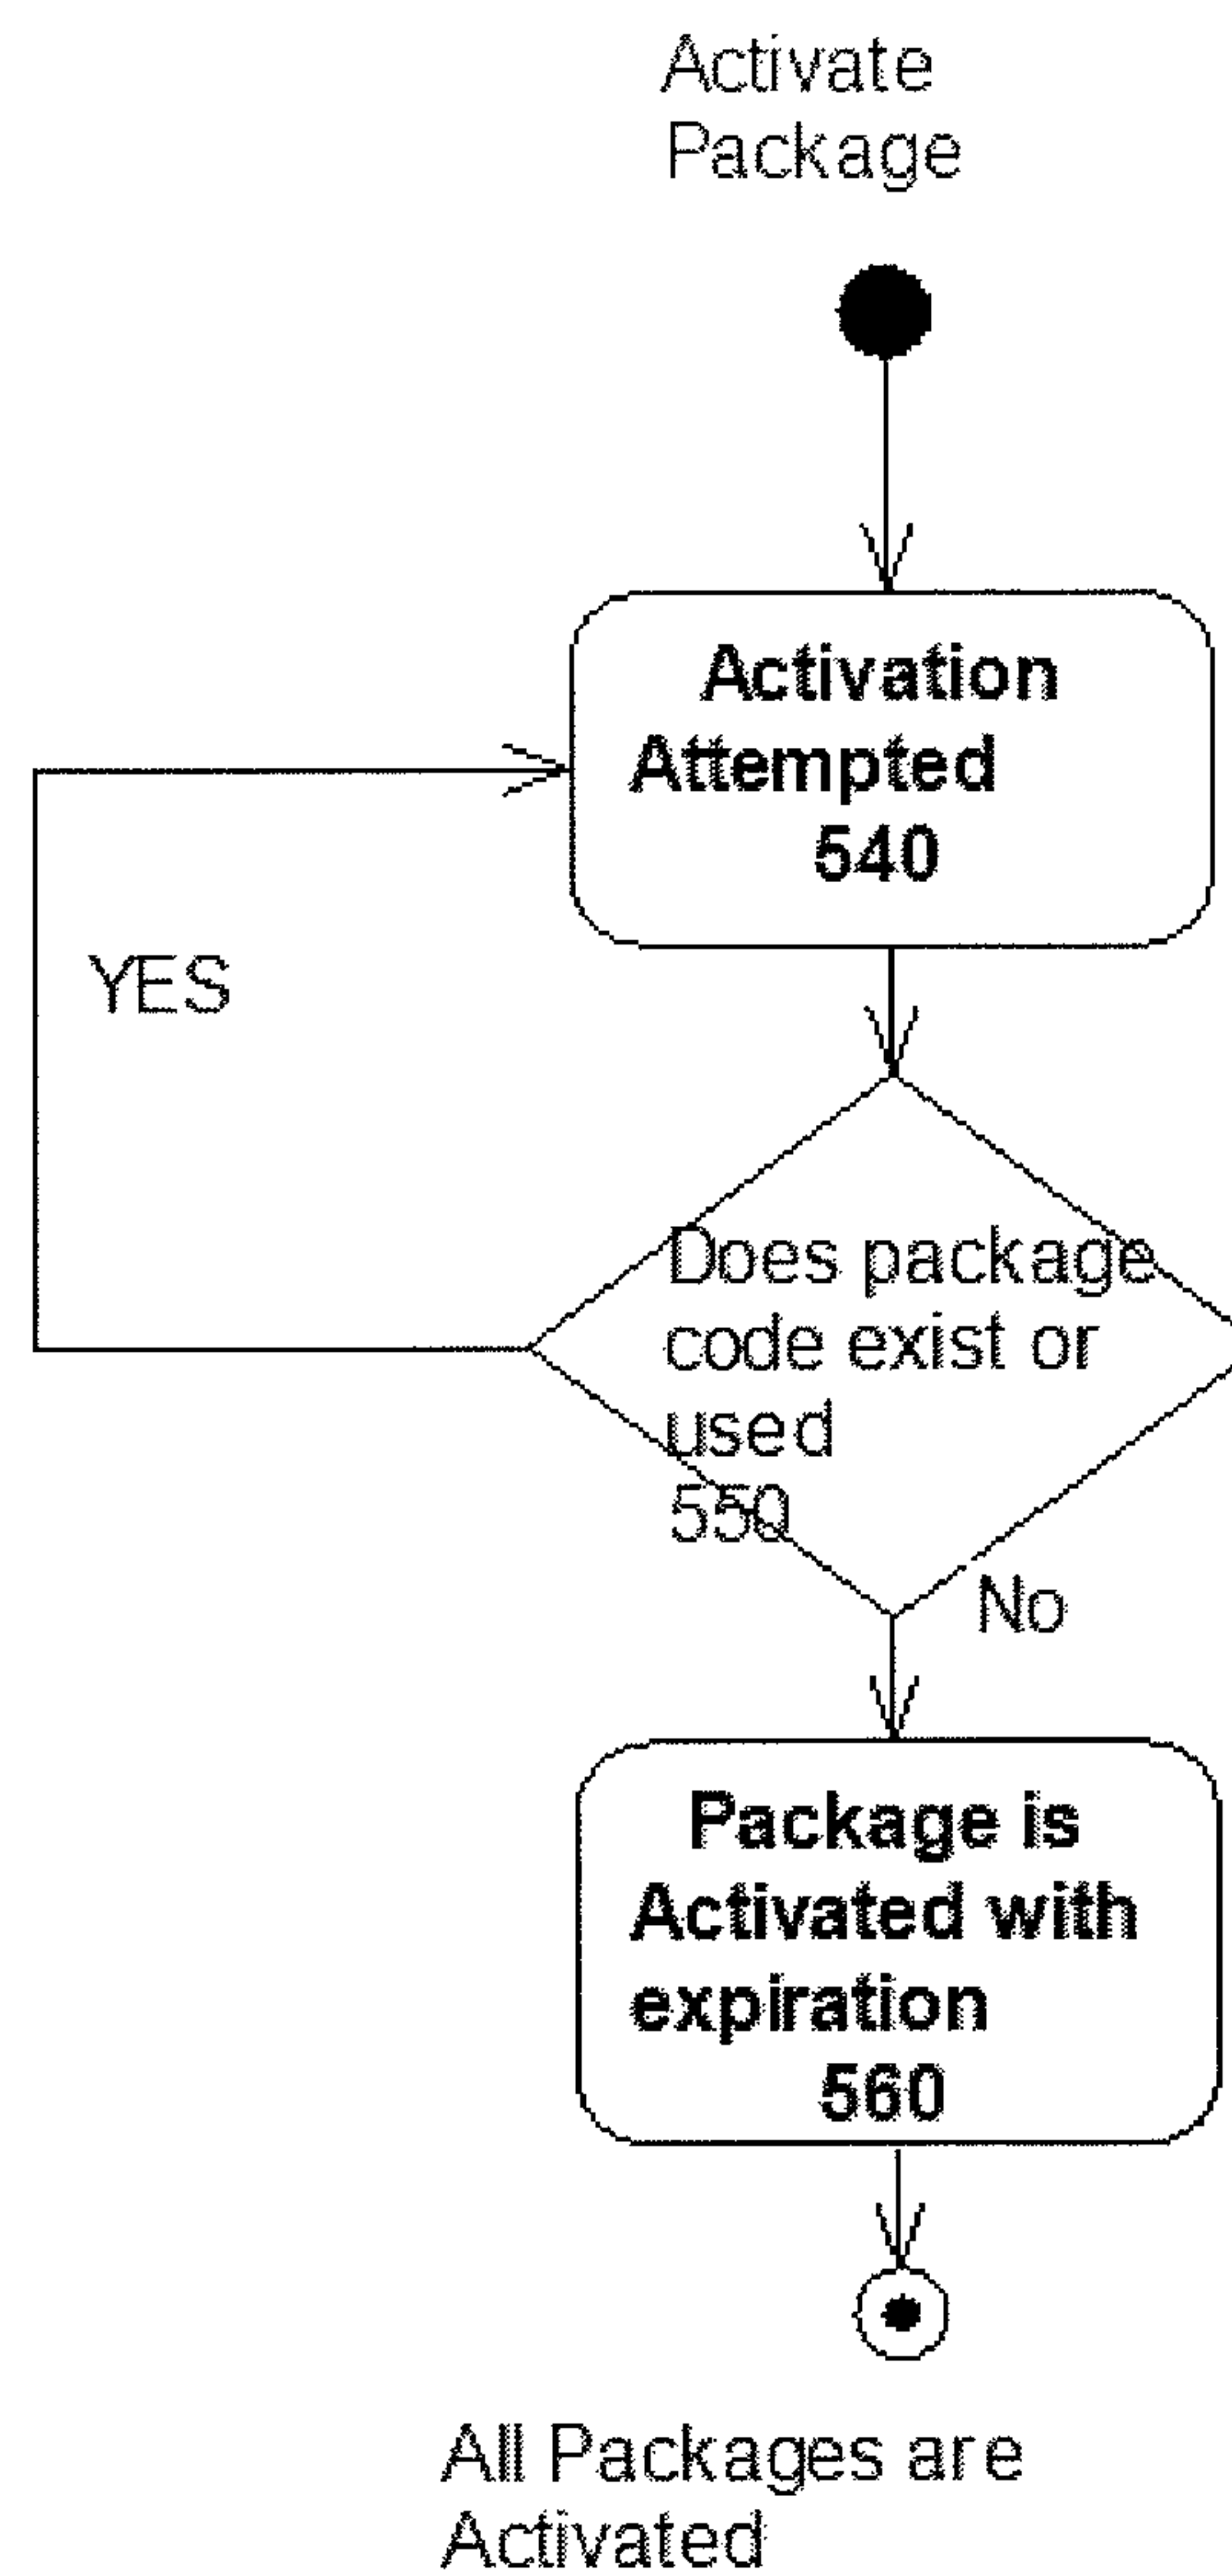 Activate
Package
Activation
Attempted
540
YES
Does package
code exist or
used
550
No
Package is
Activated with
expiration
560
All Packages are
Activated